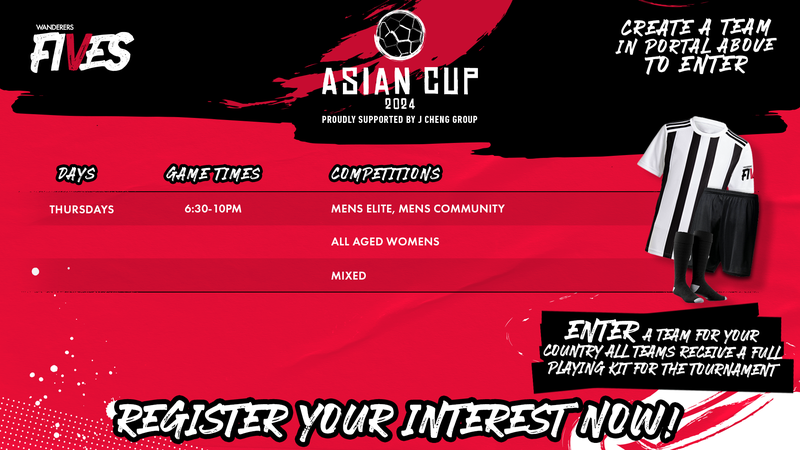 WANDERERS
FIVES
ASIAN CUP
2024
PROUDLY SUPPORTED BY J CHENG GROUP
CREATE A TEAM
IN PORTAL ABOVE
TO ENTER
DAYS GAME TIMES COMPETITIONS
THURSDAYS 6:30-10PM MENS ELITE, MENS COMMUNITY
ALL AGED WOMENS
MIXED
ENTER A TEAM FOR YOUR
COUNTRY ALL TEAMS RECEIVE A FULL
PLAYING KIT FOR THE TOURNAMENT
REGISTER YOUR INTEREST NOW!